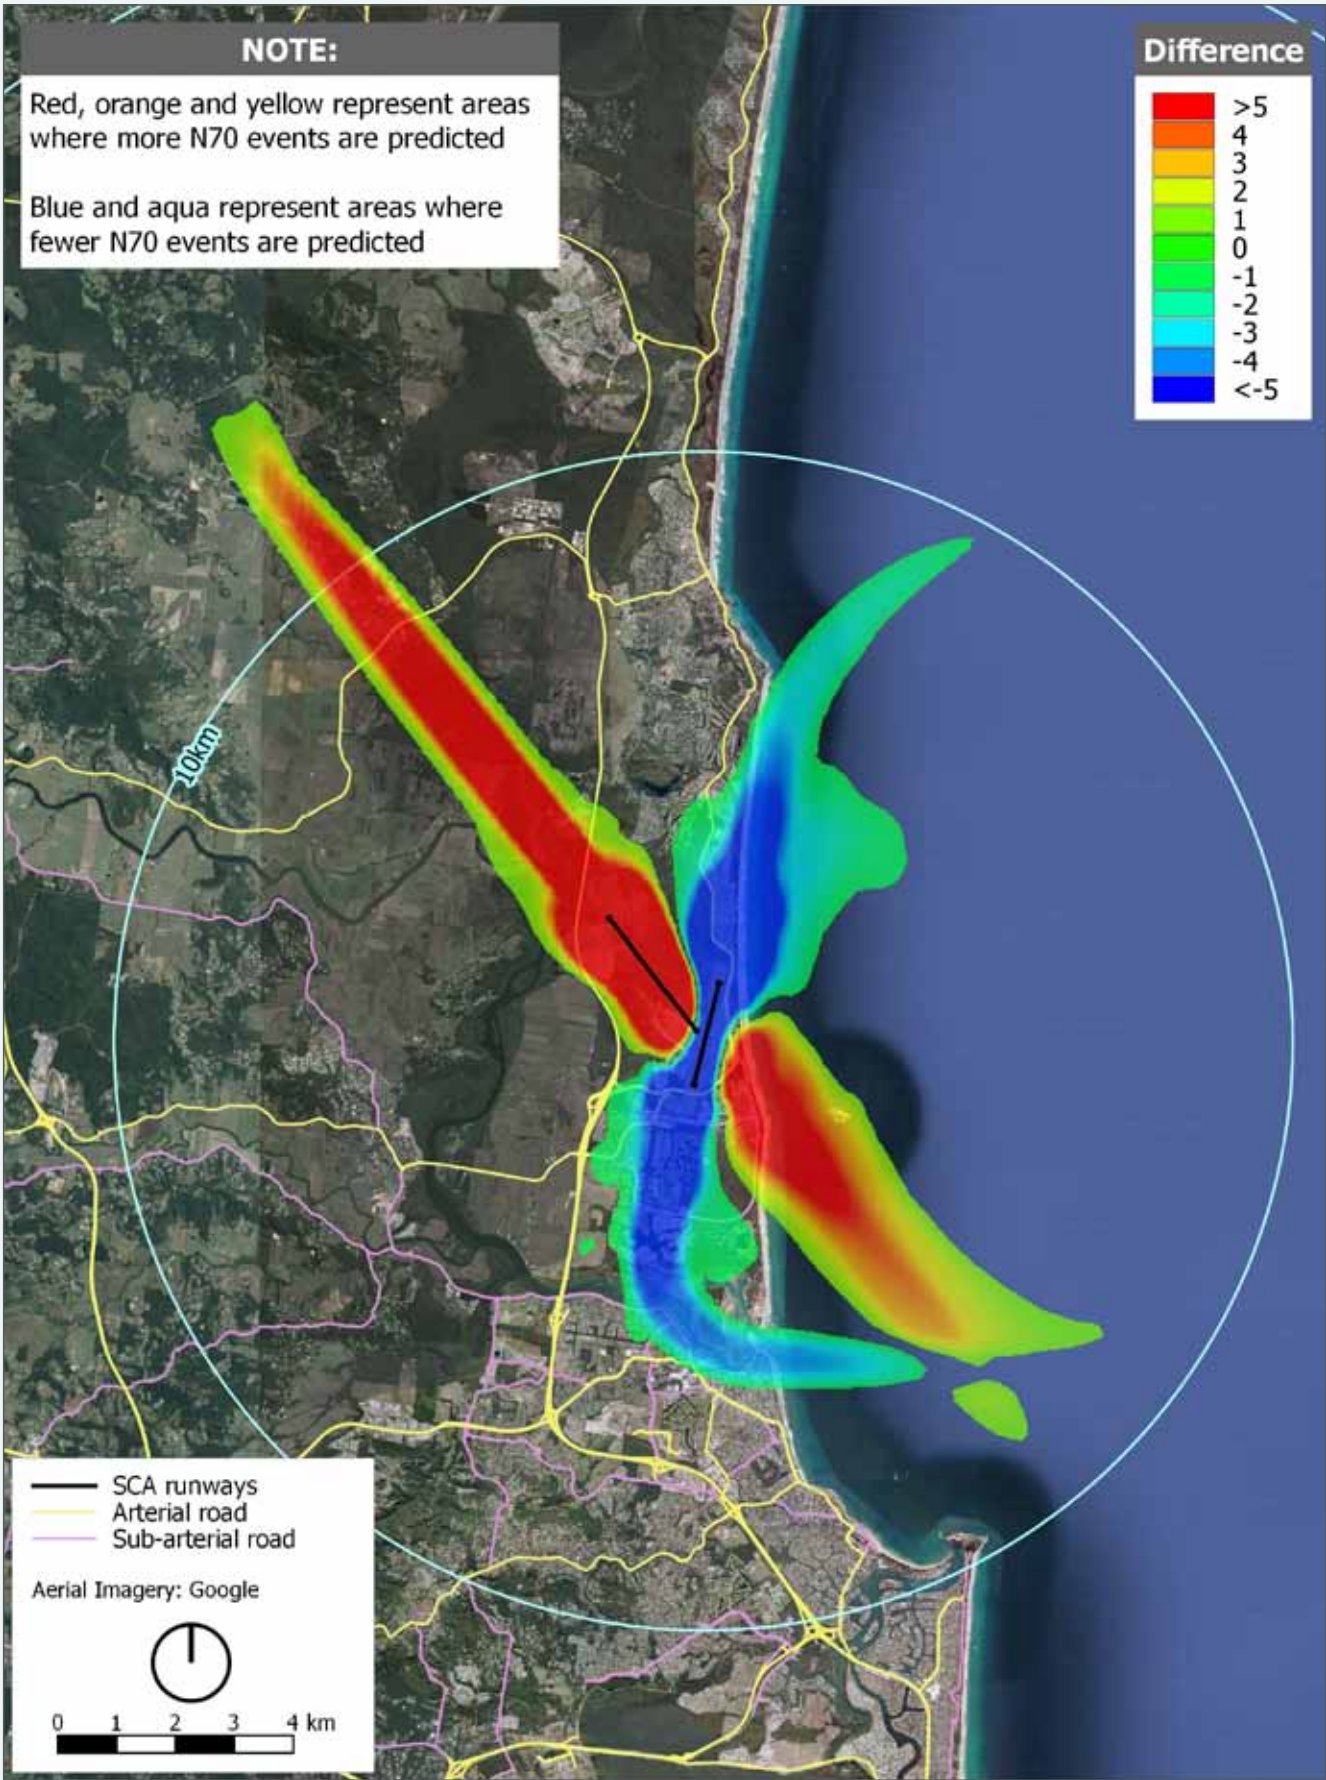 NOTE:
Red, orange and yellow represent areas
where more N70 events are predicted
Blue and aqua represent areas where
fewer N70 events are predicted
Difference
>5
4
3
2
1
0
-1
-2
-3
-4
<-5
10km
SCA runways
Arterial road
Sub-arterial road
Aerial Imagery: Google
0 1 2 3 4 km